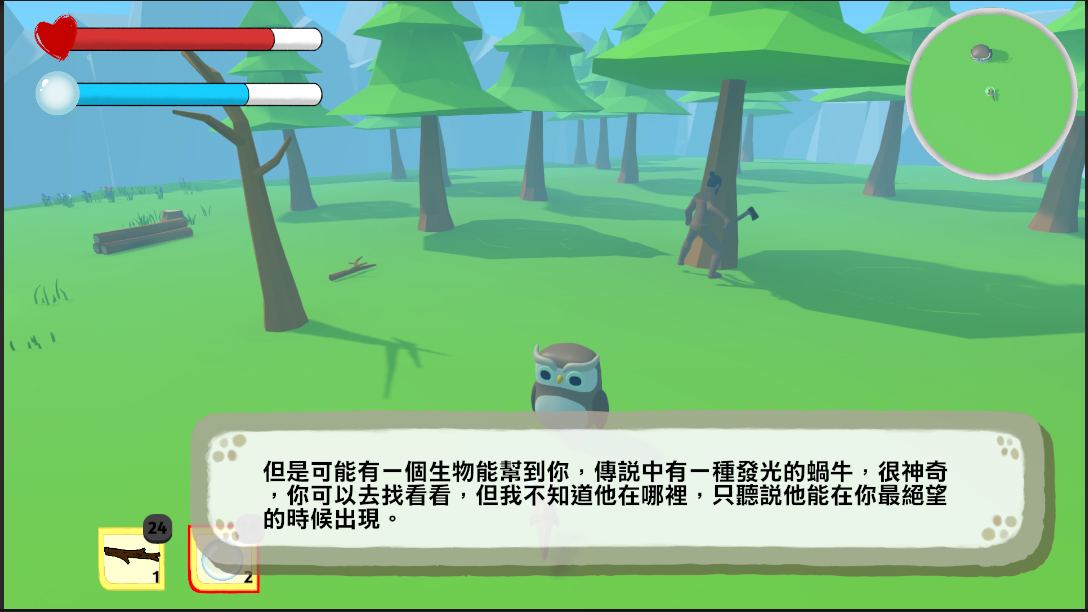 但是可能有一個生物能幫到你，傳説中有一種發光的蝸牛，很神奇
，你可以去找看看，但我不知道他在哪裡，只聽説他能在你最絕望
的時候出現。
24
1
2